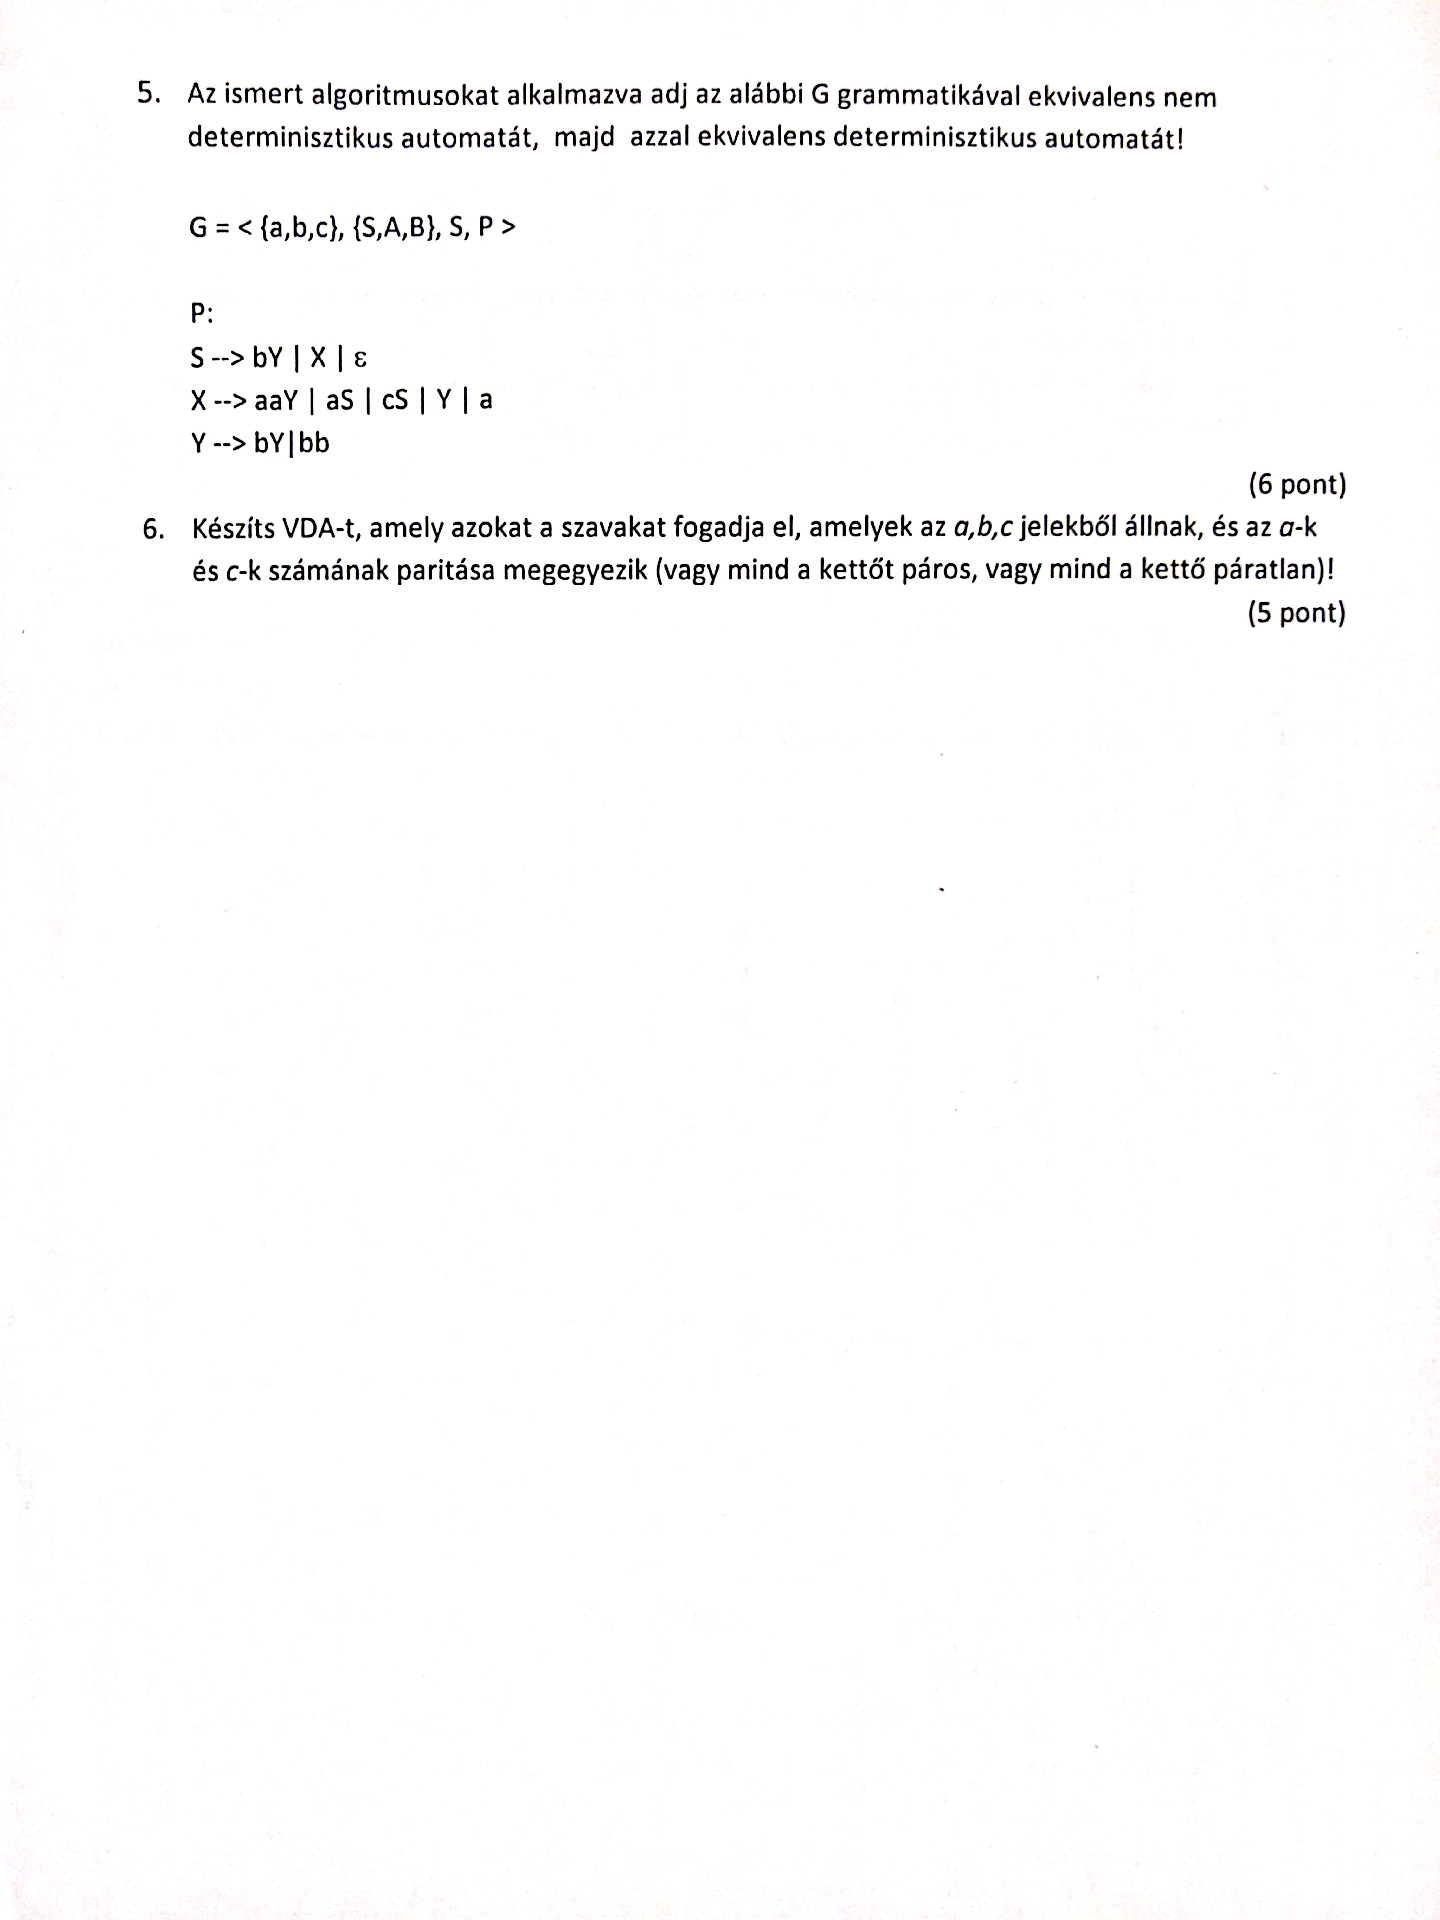 5. Az ismert algoritmusokat alkalmazva adj az alábbi G grammatikával ekvivalens nem
determinisztikus automatát, majd azzal ekvivalens determinisztikus automatát!
G = < {a,b,c}, {S,A,B}, S, P >
P:
S --> bY | X | ε
X --> aaY | aS | cS | Y | a
Y --> bY|bb
(6 pont)
6. Készíts VDA-t, amely azokat a szavakat fogadja el, amelyek az a,b,c jelekből állnak, és az a-k
és c-k számának paritása megegyezik (vagy mind a kettőt páros, vagy mind a kettő páratlan)!
(5 pont)